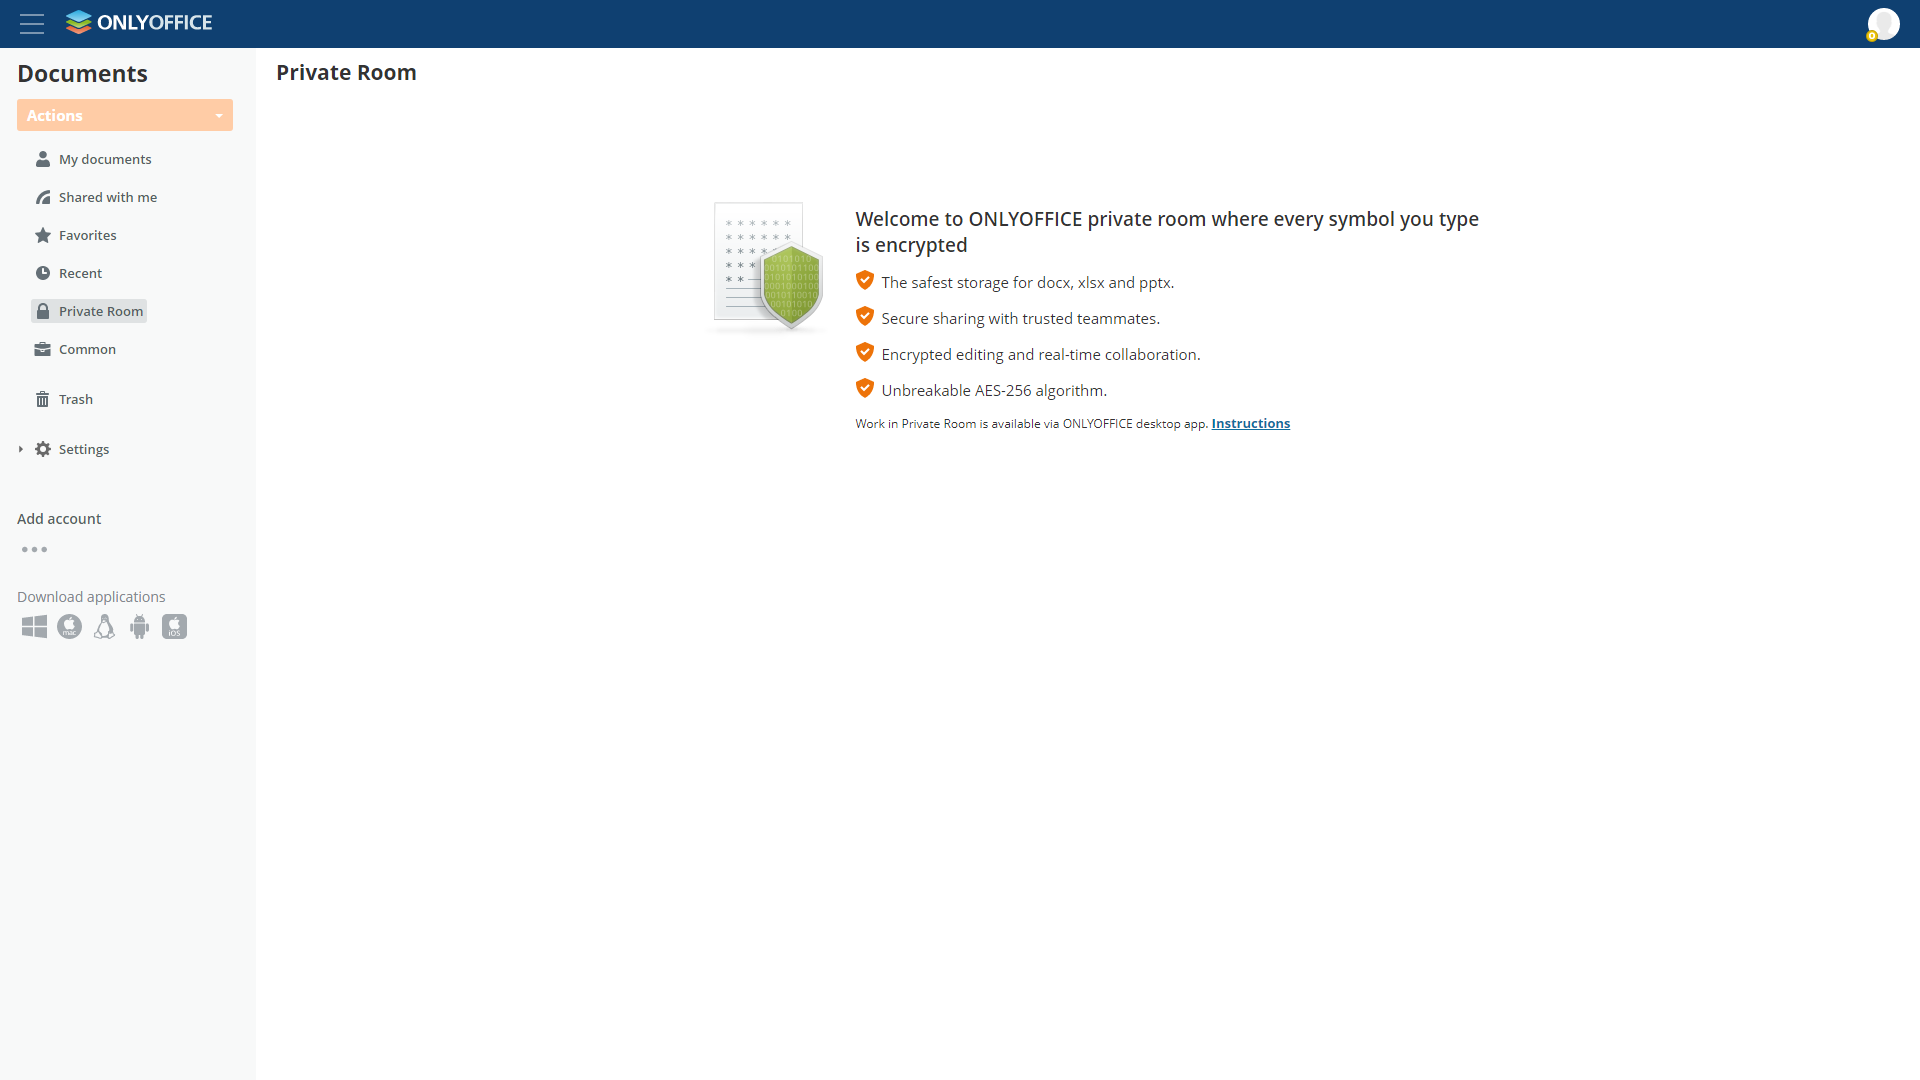 ONLYOFFICE
Documents
Actions
My documents
Shared with me
Favorites
Recent
Private Room
Common
Trash
Settings
Add account
Download applications
mac
iOS
Private Room
Welcome to ONLYOFFICE private room where every symbol you type
is encrypted
The safest storage for docx, xlsx and pptx.
Secure sharing with trusted teammates.
Encrypted editing and real-time collaboration.
Unbreakable AES-256 algorithm.
Work in Private Room is available via ONLYOFFICE desktop app. Instructions